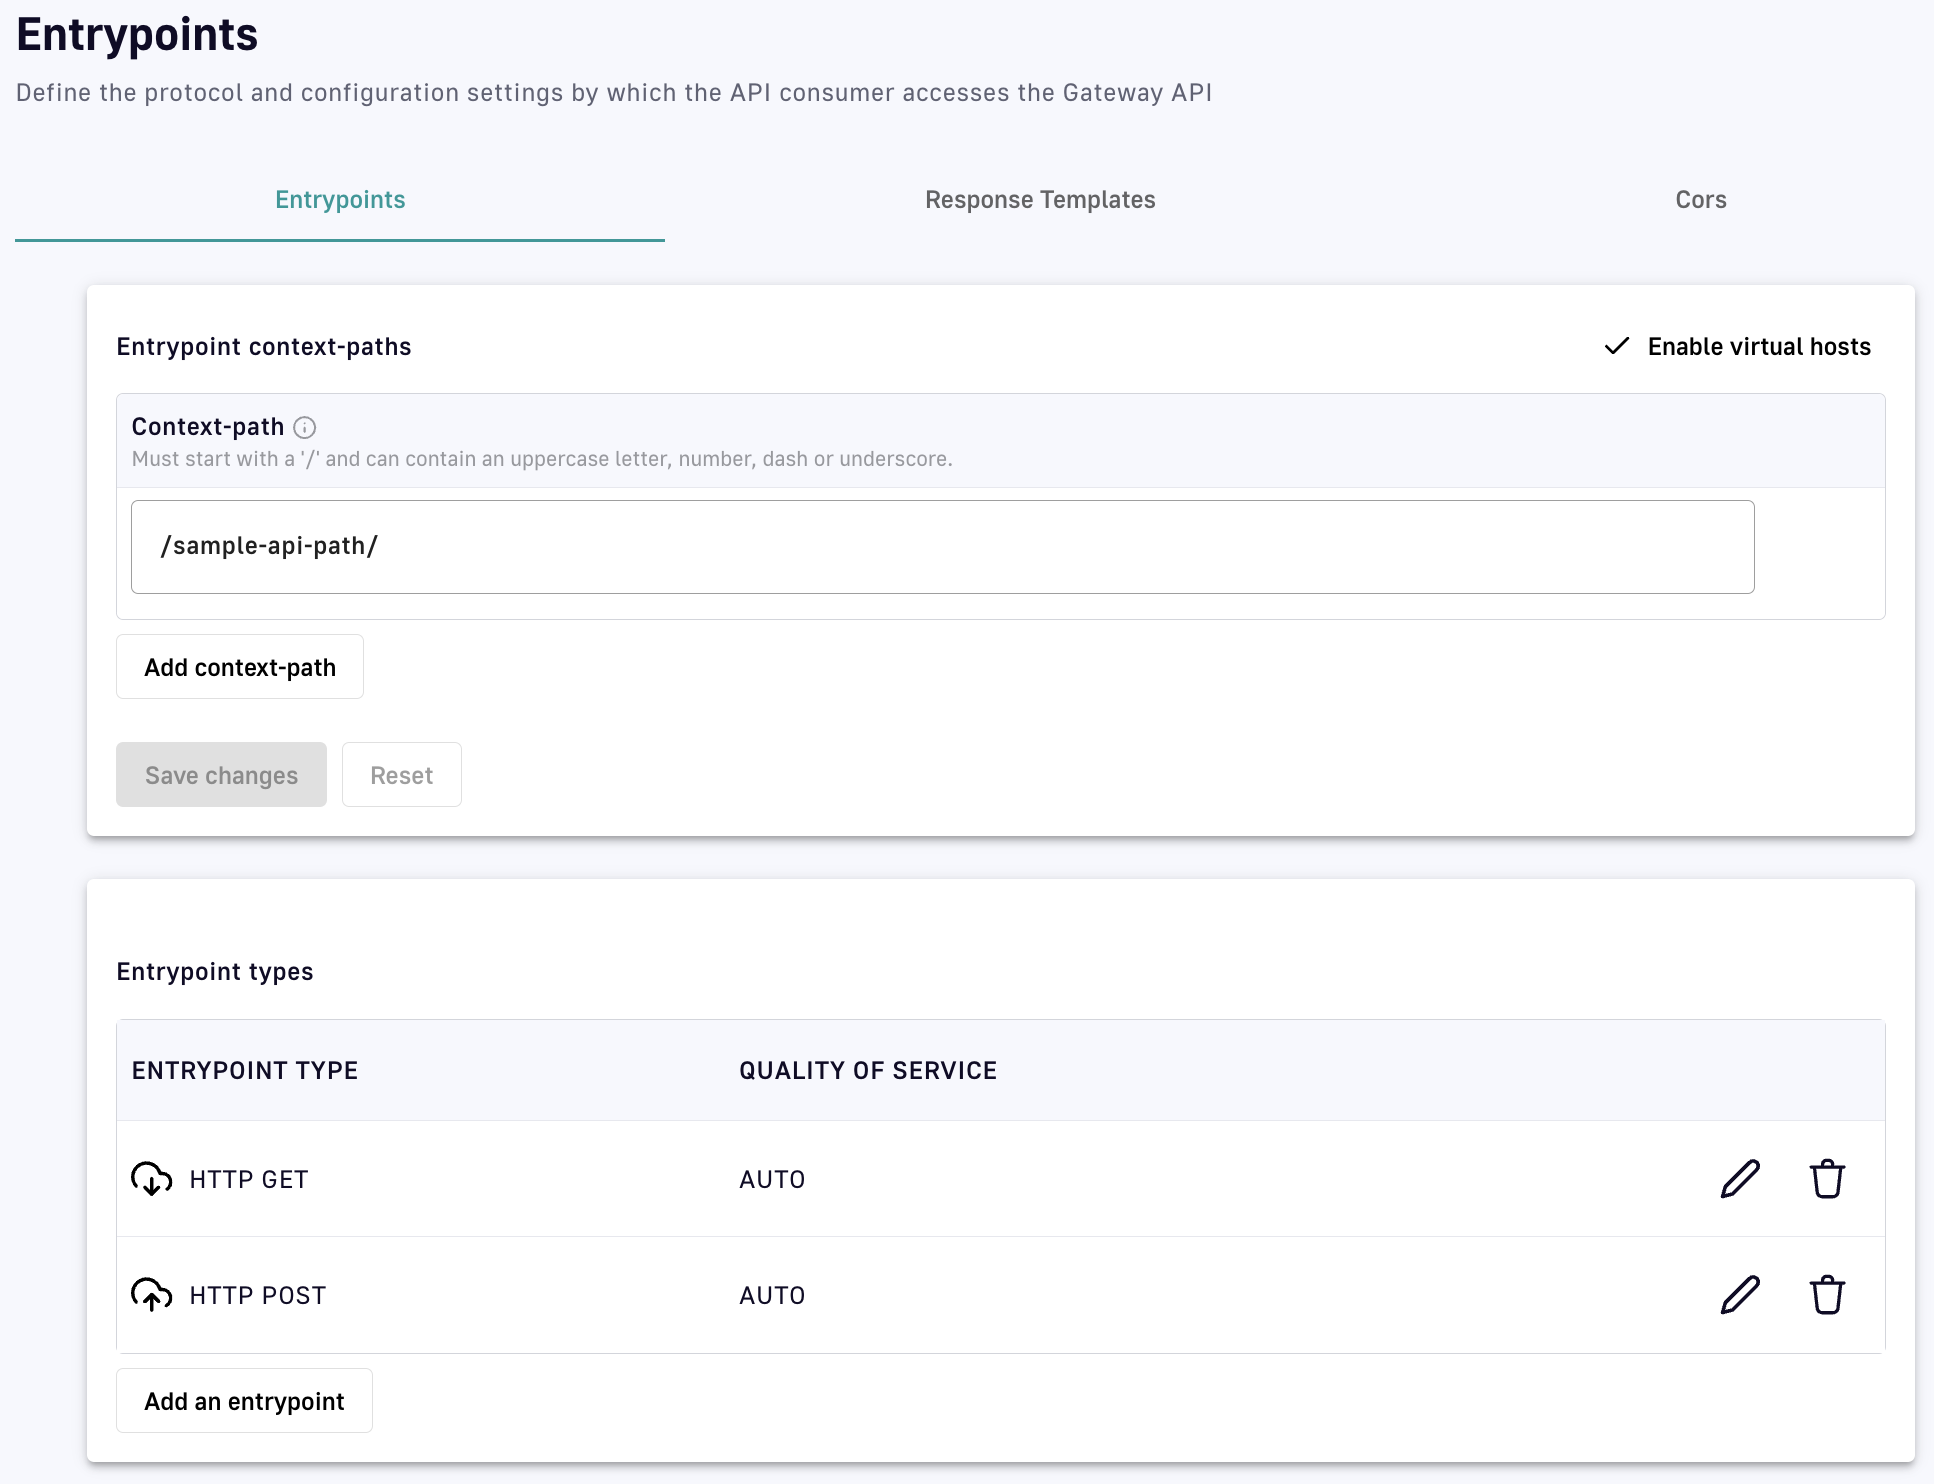 Entrypoints
Define the protocol and configuration settings by which the API consumer accesses the Gateway API
Entrypoints
Response Templates
Cors
Entrypoint context-paths
Enable virtual hosts
Context-path
Must start with a '/' and can contain an uppercase letter, number, dash or underscore.
/sample-api-path/
Add context-path
Save changes
Reset
Entrypoint types
ENTRYPOINT TYPE
QUALITY OF SERVICE
HTTP GET
AUTO
HTTP POST
AUTO
Add an entrypoint